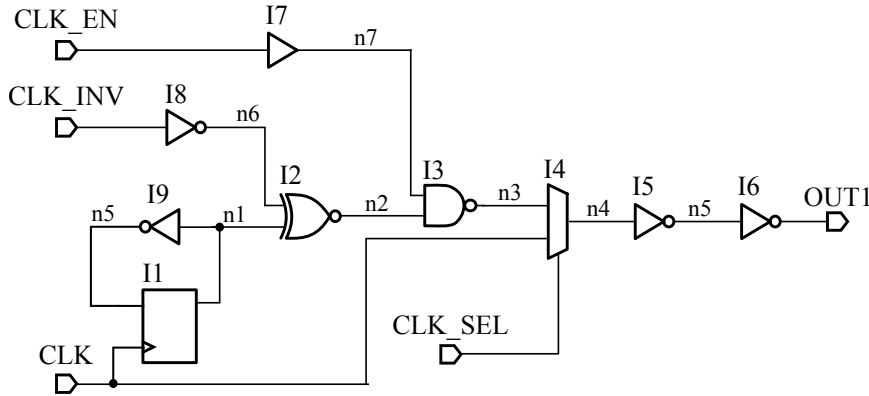 CLK_EN
I7
n7
CLK_INV
I8
n6
I2
I3
I4
n3
I5
I6
OUT1
I9
n5
n1
n2
n4
n5
I1
CLK_SEL
CLK